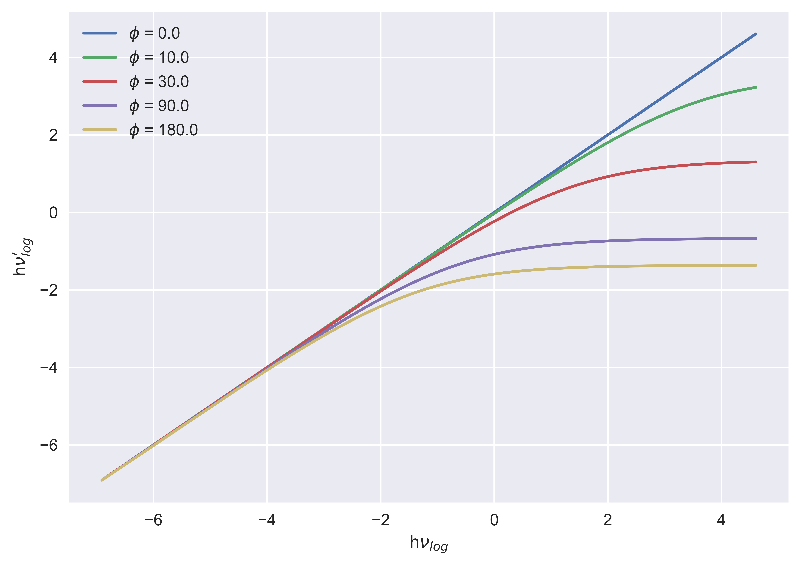 ϕ = 0.0
ϕ = 10.0
ϕ = 30.0
ϕ = 90.0
ϕ = 180.0
4
2
0
−2
−4
−6
hν′log
−6 −4 −2 0 2 4
hνlog